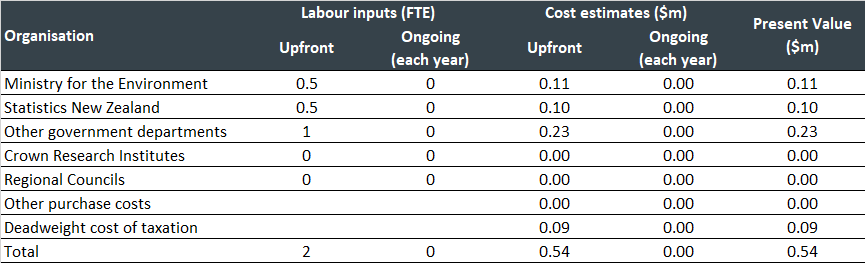 Organisation Labour inputs (FTE) Cost estimates ($m) Present Value ($m)
Upfront Ongoing (each year) Upfront Ongoing (each year)
Ministry for the Environment 0.5 0 0.11 0.00 0.11
Statistics New Zealand 0.5 0 0.10 0.00 0.10
Other government departments 1 0 0.23 0.00 0.23
Crown Research Institutes 0 0 0.00 0.00 0.00
Regional Councils 0 0 0.00 0.00 0.00
Other purchase costs 0.00 0.00 0.00
Deadweight cost of taxation 0.09 0.00 0.09
Total 2 0 0.54 0.00 0.54